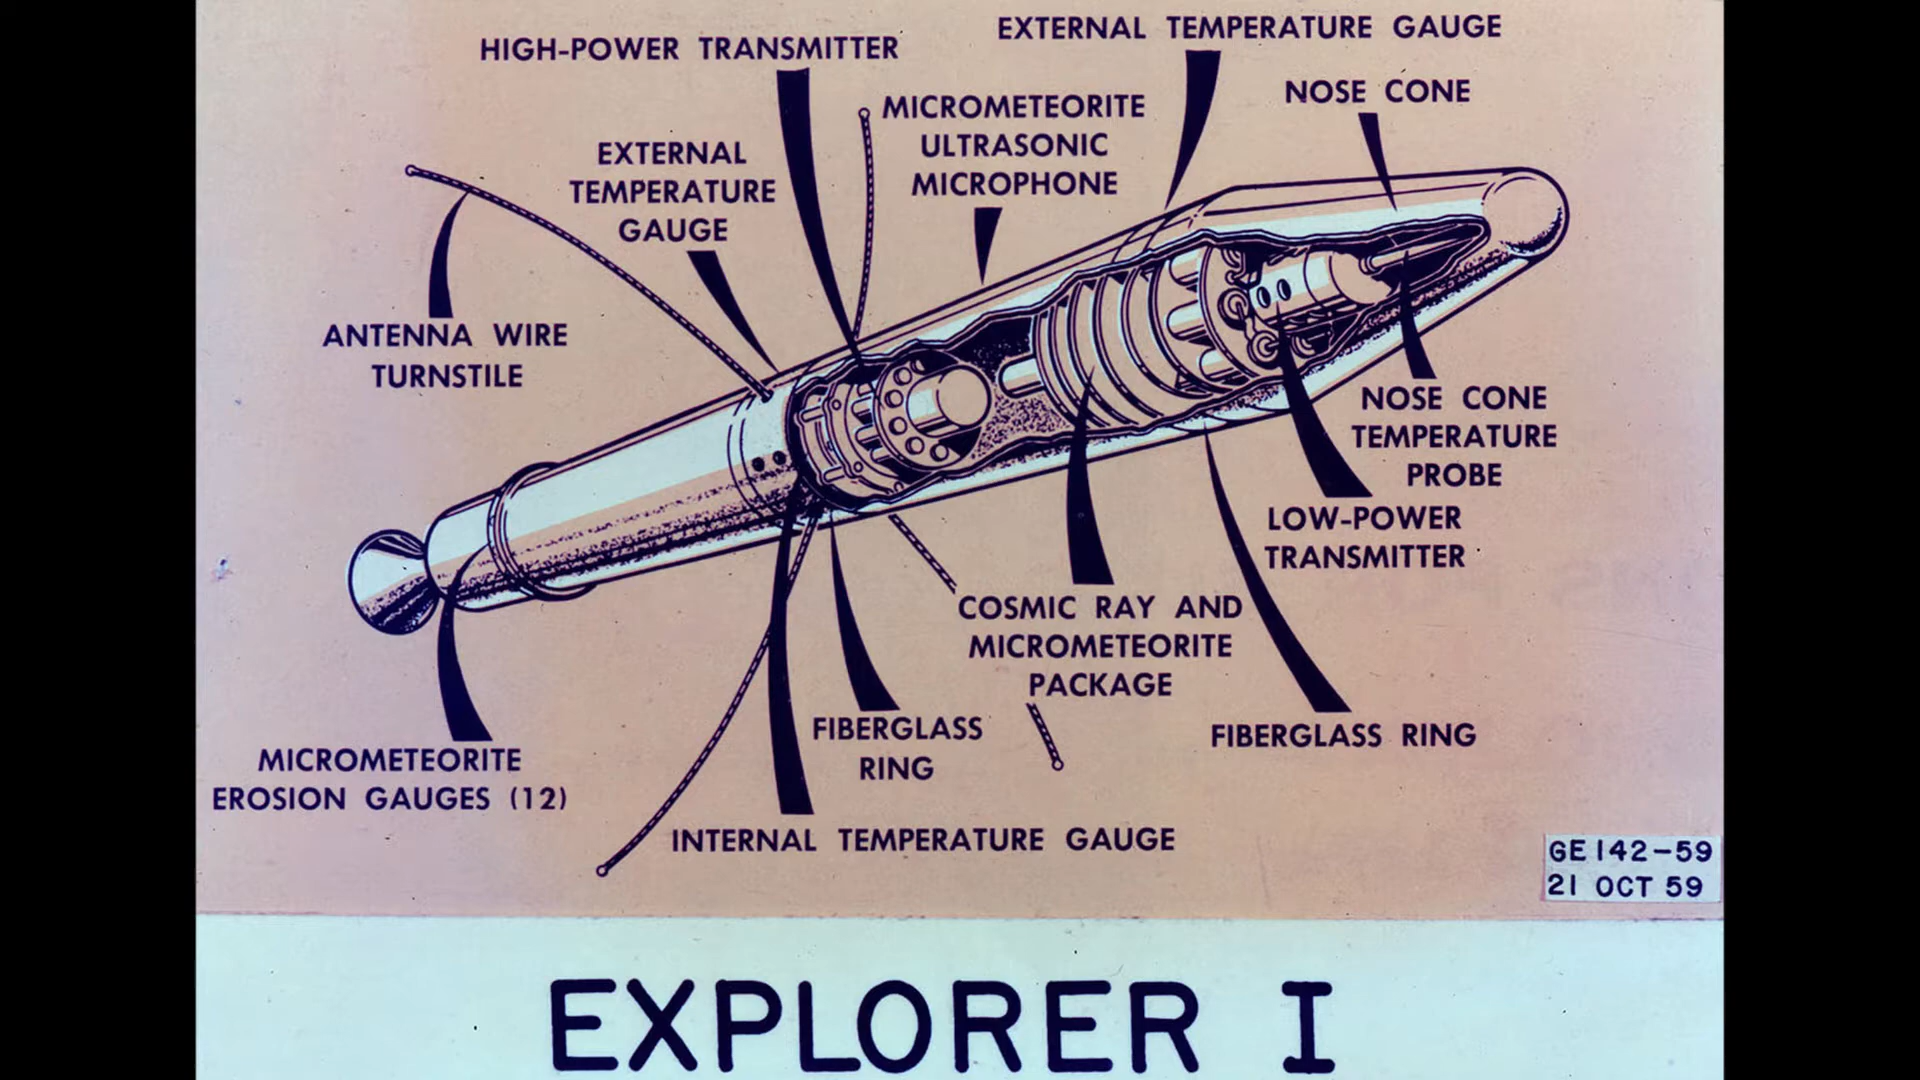 HIGH-POWER TRANSMITTER
EXTERNAL TEMPERATURE GAUGE
NOSE CONE
MICROMETEORITE
ULTRASONIC
MICROPHONE
EXTERNAL
TEMPERATURE
GAUGE
ANTENNA WIRE
TURNSTILE
NOSE CONE
TEMPERATURE
PROBE
LOW-POWER
TRANSMITTER
COSMIC RAY AND
MICROMETEORITE
PACKAGE
FIBERGLASS
RING
FIBERGLASS RING
MICROMETEORITE
EROSION GAUGES (12)
INTERNAL TEMPERATURE GAUGE
GE 142-59
21 OCT 59
EXPLORER I